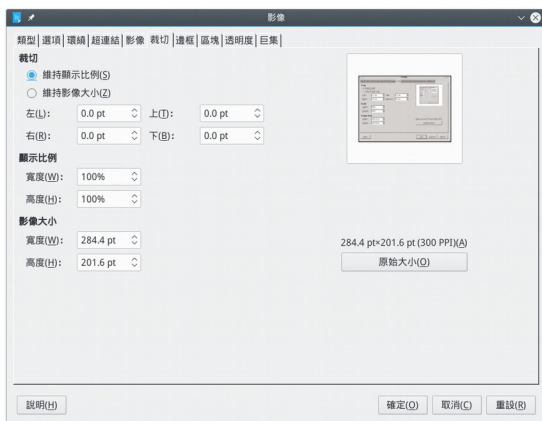 影像
類型 選項 環繞 超連結 影像 裁切 邊框 區塊 透明度 巨集
裁切
維持顯示比例(S)
維持影像大小(Z)
左(L): 0.0 pt 上(T): 0.0 pt
右(R): 0.0 pt 下(B): 0.0 pt
顯示比例
寬度(W): 100%
高度(H): 100%
影像大小
寬度(W): 284.4 pt
高度(H): 201.6 pt
284.4 pt×201.6 pt (300 PPI)(A)
原始大小(O)
說明(H) 確定(O) 取消(C) 重設(R)